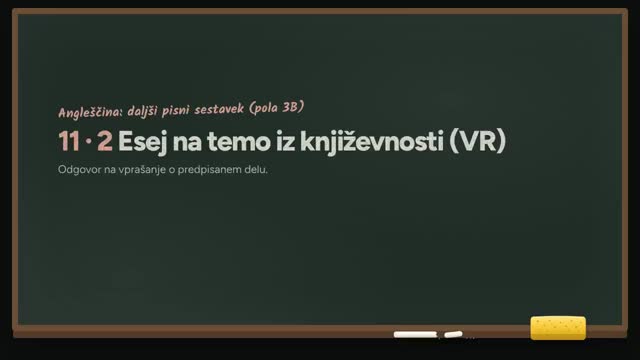 Angleščina: daljši pisni sestavek (pola 3B)
11 · 2 Esej na temo iz književnosti (VR)
Odgovor na vprašanje o predpisanem delu.